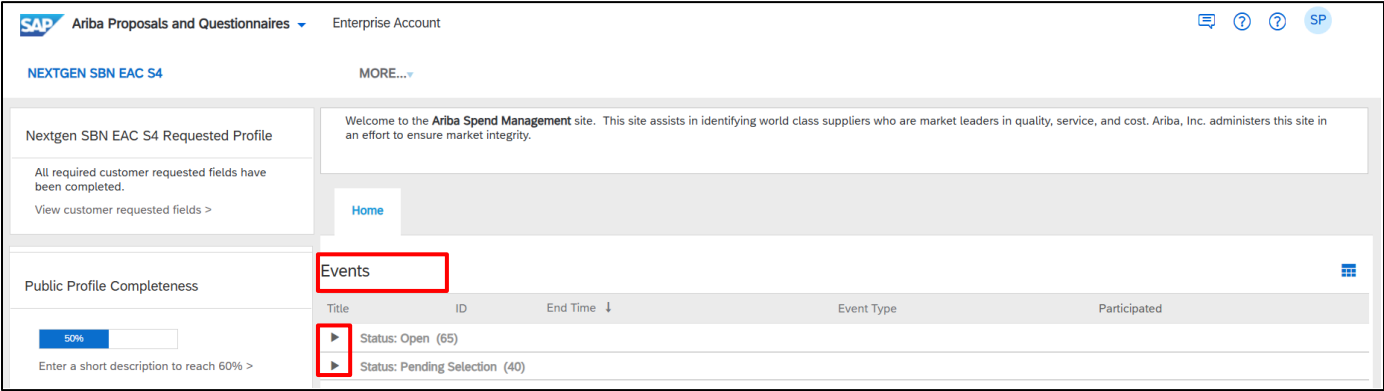 SAP Ariba Proposals and Questionnaires Enterprise Account SP
NEXTGEN SBN EAC S4 MORE...
Nextgen SBN EAC S4 Requested Profile
All required customer requested fields have
been completed.
View customer requested fields >
Public Profile Completeness
50%
Enter a short description to reach 60% >
Welcome to the Ariba Spend Management site. This site assists in identifying world class suppliers who are market leaders in quality, service, and cost. Ariba, Inc. administers this site in
an effort to ensure market integrity.
Home
Events
Title ID End Time ↓ Event Type Participated
Status: Open (65)
Status: Pending Selection (40)